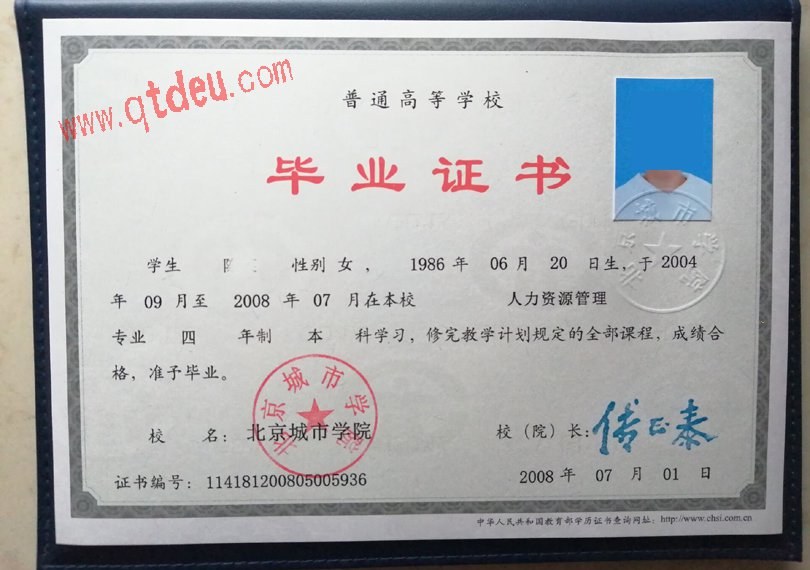 www.qtdeu.com
普通高等学校
毕业证书
学生 性别 女， 1986 年 06 月 20 日生，于 2004
年 09 月至 2008 年 07 月在本校 人力资源管理
专业 四 年制 本 科学习，修完教学计划规定的全部课程，成绩合
格，准予毕业。
北京城市学院
校 名：北京城市学院
校（院）长：傅正泰
证书编号：114181200805005936
2008 年 07 月 01 日
中华人民共和国教育部学历证书查询网址：http://www.chsi.com.cn